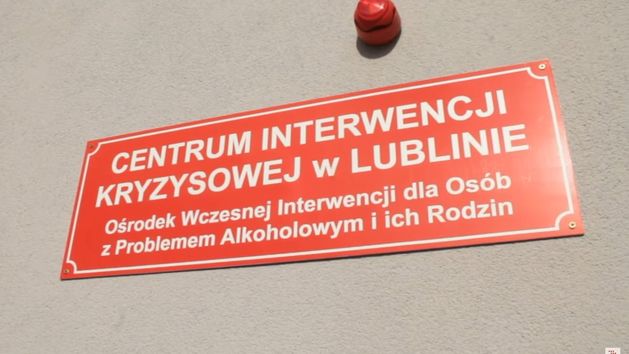 CENTRUM INTERWENCJI
KRYZYSOWEJ w LUBLINIE
Ośrodek Wczesnej Interwencji dla Osób
z Problemem Alkoholowym i ich Rodzin